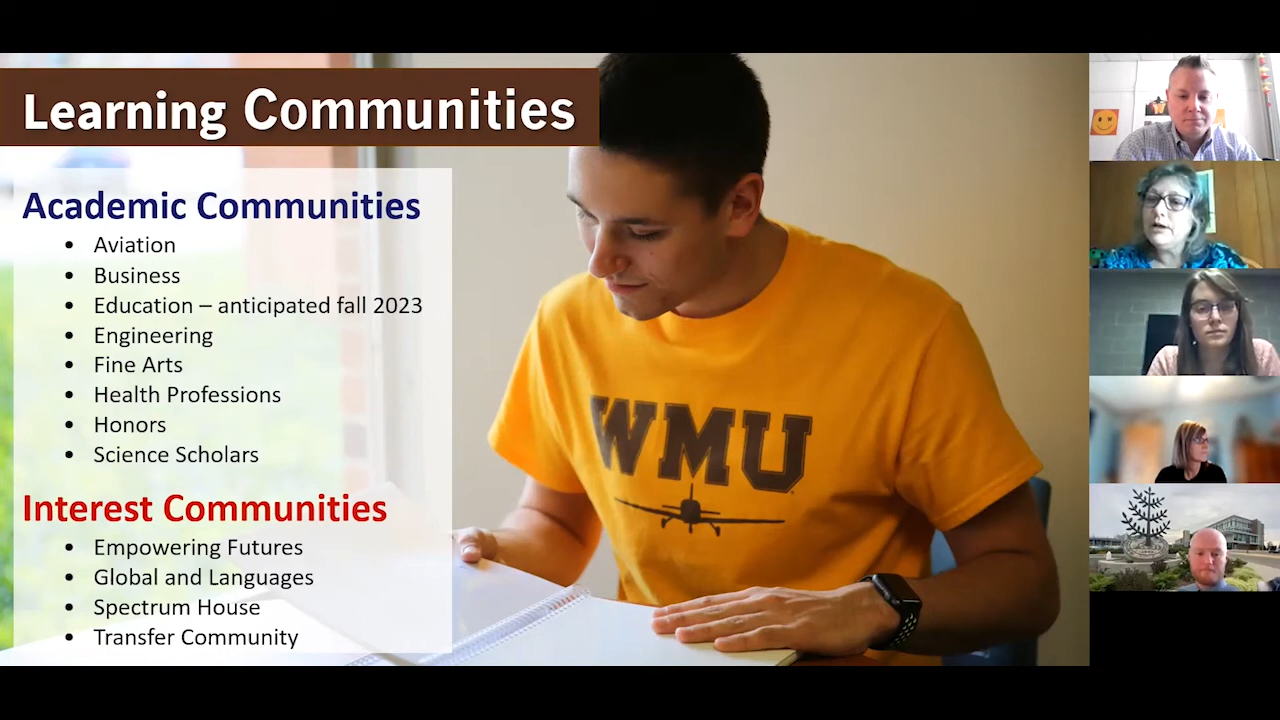 Learning Communities
Academic Communities
• Aviation
• Business
• Education – anticipated fall 2023
• Engineering
• Fine Arts
• Health Professions
• Honors
• Science Scholars
Interest Communities
• Empowering Futures
• Global and Languages
• Spectrum House
• Transfer Community
WMU